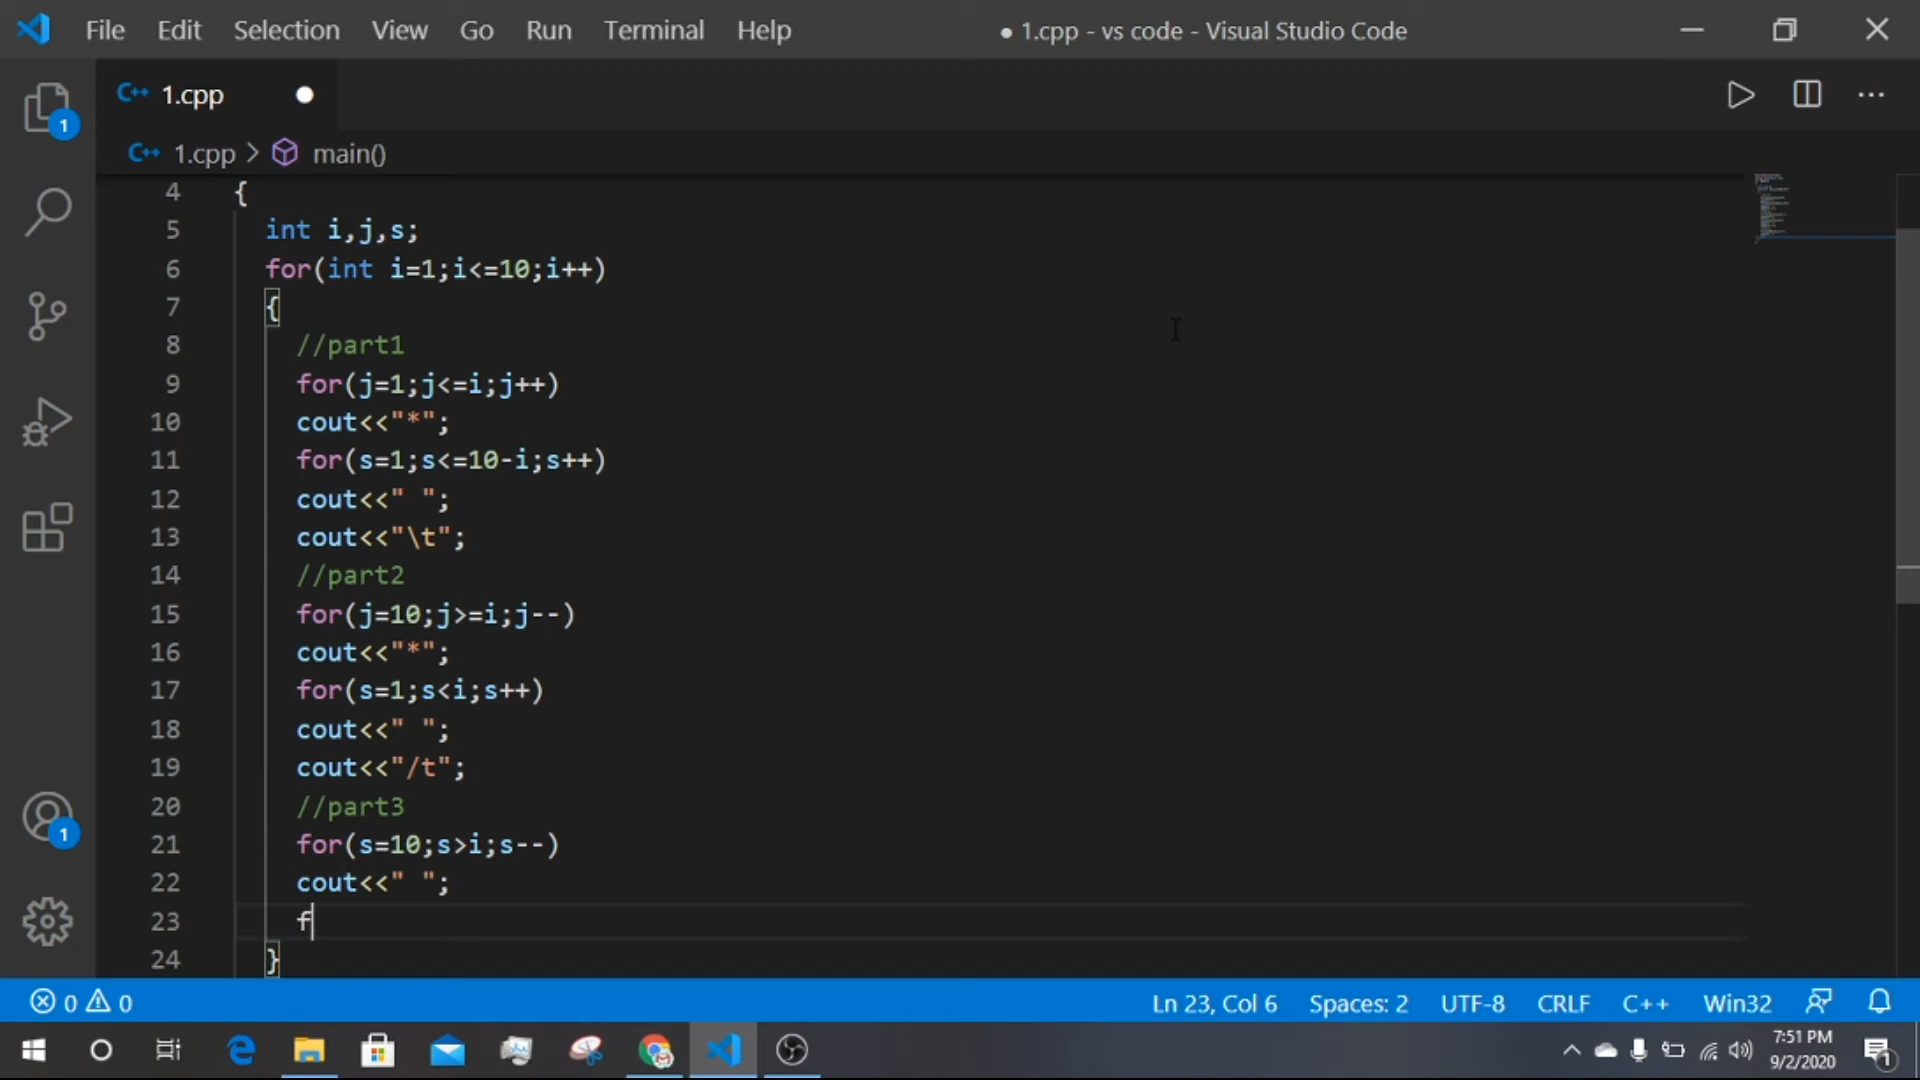 File Edit Selection View Go Run Terminal Help ● 1.cpp - vs code - Visual Studio Code
C++ 1.cpp ●
C++ 1.cpp > main()
1
4 {
5 int i,j,s;
6 for(int i=1;i<=10;i++)
7 {
8 //part1
9 for(j=1;j<=i;j++)
10 cout<<"*";
11 for(s=1;s<=10-i;s++)
12 cout<<" ";
13 cout<<"\t";
14 //part2
15 for(j=10;j>=i;j--)
16 cout<<"*";
17 for(s=1;s<i;s++)
18 cout<<" ";
19 cout<<"/t";
20 //part3
21 for(s=10;s>i;s--)
22 cout<<" ";
23 f
24 }
1
0 0 Ln 23, Col 6 Spaces: 2 UTF-8 CRLF C++ Win32
7:51 PM
9/2/2020
1